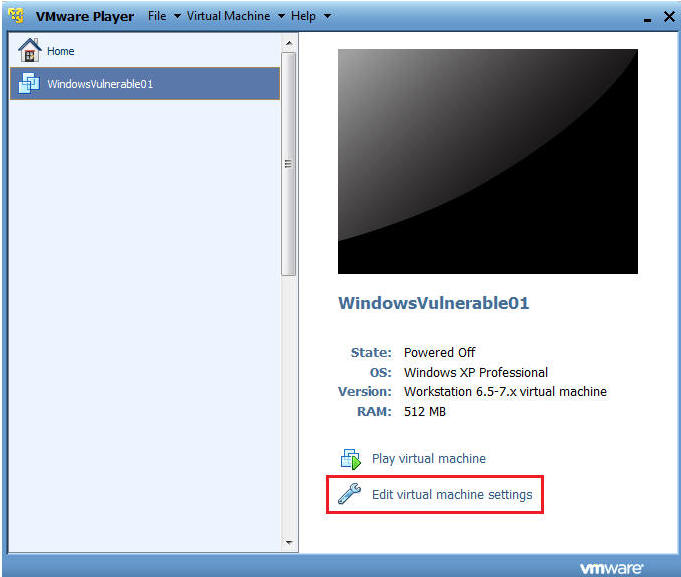 VMware Player File Virtual Machine Help
Home
WindowsVulnerable01
WindowsVulnerable01
State: Powered Off
OS: Windows XP Professional
Version: Workstation 6.5-7.x virtual machine
RAM: 512 MB
Play virtual machine
Edit virtual machine settings
vmware